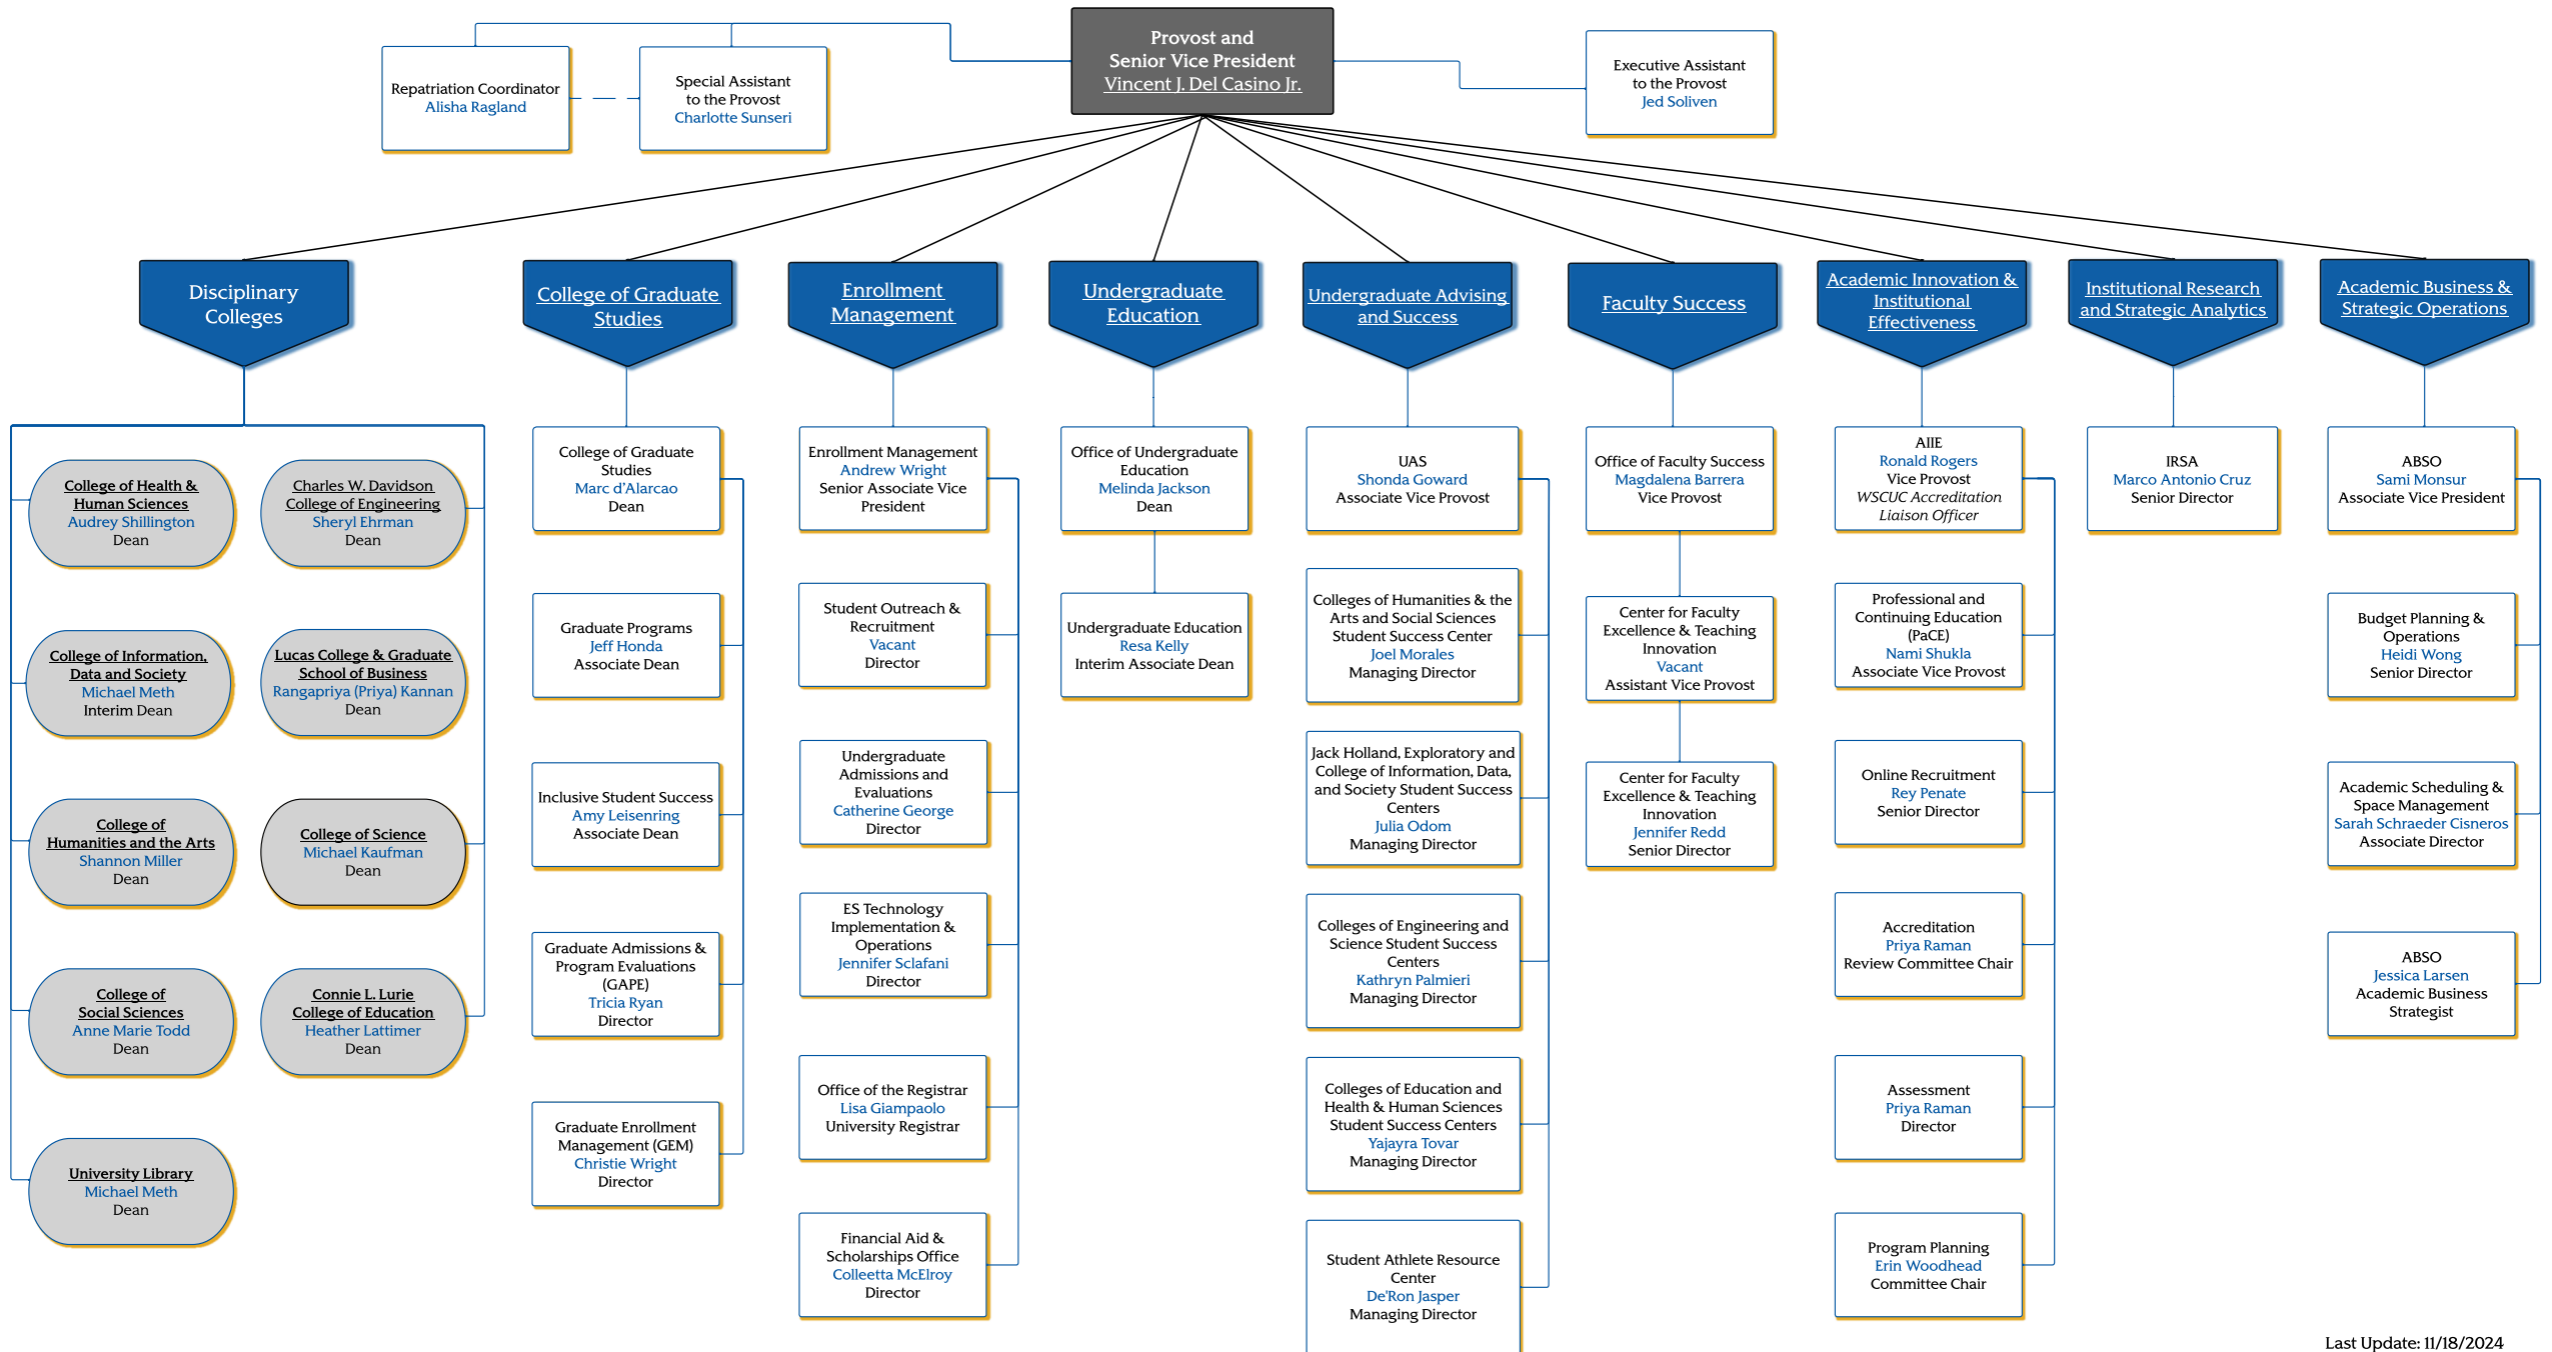 Provost and
Senior Vice President
Vincent J. Del Casino Jr.
Repatriation Coordinator
Alisha Ragland
Special Assistant
to the Provost
Charlotte Sunseri
Executive Assistant
to the Provost
Jed Soliven
Disciplinary
Colleges
College of Graduate
Studies
Enrollment
Management
Undergraduate
Education
Undergraduate Advising
and Success
Faculty Success
Academic Innovation &
Institutional
Effectiveness
Institutional Research
and Strategic Analytics
Academic Business &
Strategic Operations
College of Health &
Human Sciences
Audrey Shillington
Dean
Charles W. Davidson
College of Engineering
Sheryl Ehrman
Dean
College of Information,
Data and Society
Michael Meth
Interim Dean
Lucas College & Graduate
School of Business
Rangapriya (Priya) Kannan
Dean
College of
Humanities and the Arts
Shannon Miller
Dean
College of Science
Michael Kaufman
Dean
College of
Social Sciences
Anne Marie Todd
Dean
Connie L. Lurie
College of Education
Heather Lattimer
Dean
University Library
Michael Meth
Dean
College of Graduate
Studies
Marc d'Alarcao
Dean
Graduate Programs
Jeff Honda
Associate Dean
Inclusive Student Success
Amy Leisenring
Associate Dean
Graduate Admissions &
Program Evaluations
(GAPE)
Tricia Ryan
Director
Graduate Enrollment
Management (GEM)
Christie Wright
Director
Enrollment Management
Andrew Wright
Senior Associate Vice
President
Student Outreach &
Recruitment
Vacant
Director
Undergraduate
Admissions and
Evaluations
Catherine George
Director
ES Technology
Implementation &
Operations
Jennifer Sclafani
Director
Office of the Registrar
Lisa Giampaolo
University Registrar
Financial Aid &
Scholarships Office
Colleetta McElroy
Director
Office of Undergraduate
Education
Melinda Jackson
Dean
Undergraduate Education
Resa Kelly
Interim Associate Dean
UAS
Shonda Goward
Associate Vice Provost
Colleges of Humanities & the
Arts and Social Sciences
Student Success Center
Joel Morales
Managing Director
Jack Holland, Exploratory and
College of Information, Data,
and Society Student Success
Centers
Julia Odom
Managing Director
Colleges of Engineering and
Science Student Success
Centers
Kathryn Palmieri
Managing Director
Colleges of Education and
Health & Human Sciences
Student Success Centers
Yajayra Tovar
Managing Director
Student Athlete Resource
Center
De'Ron Jasper
Managing Director
Office of Faculty Success
Magdalena Barrera
Vice Provost
Center for Faculty
Excellence & Teaching
Innovation
Vacant
Assistant Vice Provost
Center for Faculty
Excellence & Teaching
Innovation
Jennifer Redd
Senior Director
AIIE
Ronald Rogers
Vice Provost
WSCUC Accreditation
Liaison Officer
Professional and
Continuing Education
(PaCE)
Nami Shukla
Associate Vice Provost
Online Recruitment
Rey Penate
Senior Director
Accreditation
Priya Raman
Review Committee Chair
Assessment
Priya Raman
Director
Program Planning
Erin Woodhead
Committee Chair
IRSA
Marco Antonio Cruz
Senior Director
ABSO
Sami Monsur
Associate Vice President
Budget Planning &
Operations
Heidi Wong
Senior Director
Academic Scheduling &
Space Management
Sarah Schraeder Cisneros
Associate Director
ABSO
Jessica Larsen
Academic Business
Strategist
Last Update: 11/18/2024